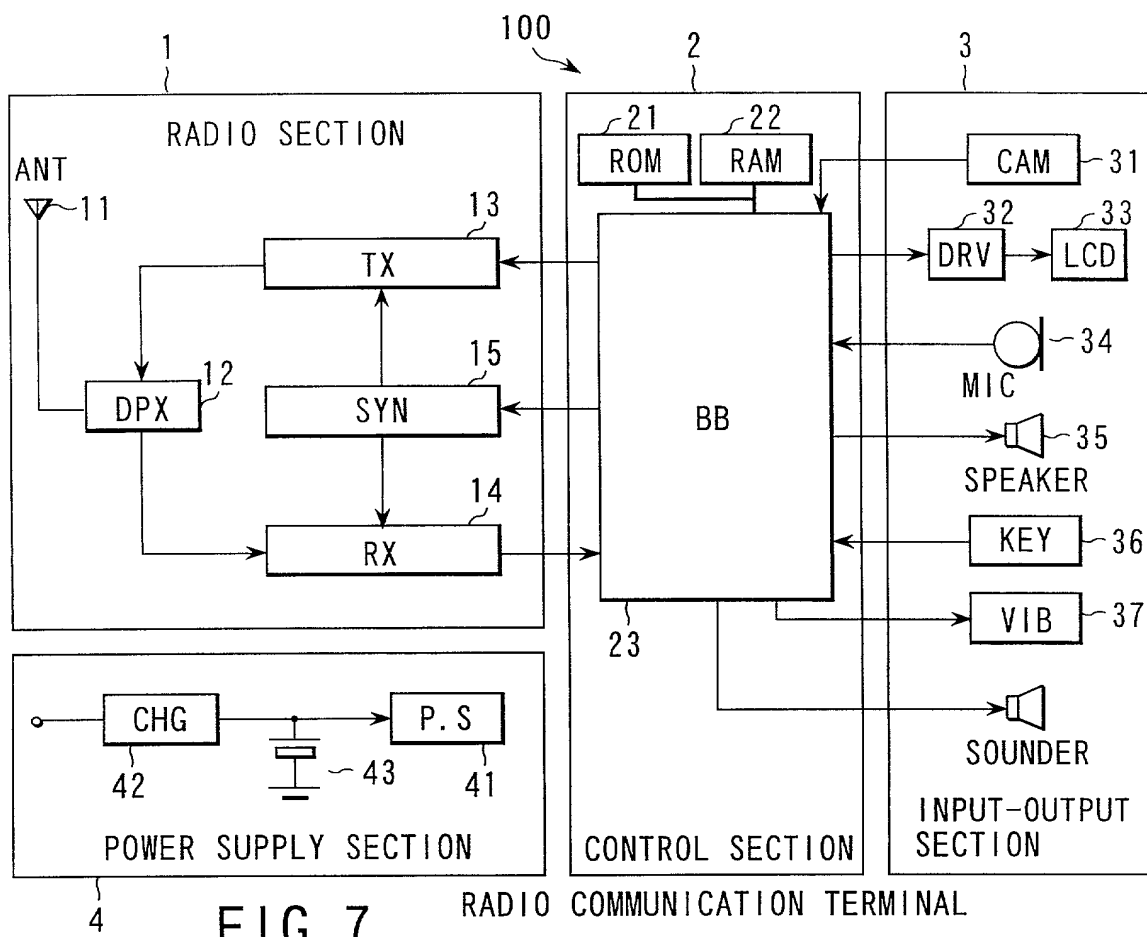 100
1
2
3
RADIO SECTION
ANT
11
13
TX
12
DPX
15
SYN
14
RX
21
ROM
22
RAM
BB
23
CAM
31
32
DRV
33
LCD
34
MIC
35
SPEAKER
KEY
36
VIB
37
SOUNDER
INPUT-OUTPUT
SECTION
CONTROL SECTION
CHG
42
43
P.S
41
POWER SUPPLY SECTION
4
FIG 7
RADIO COMMUNICATION TERMINAL